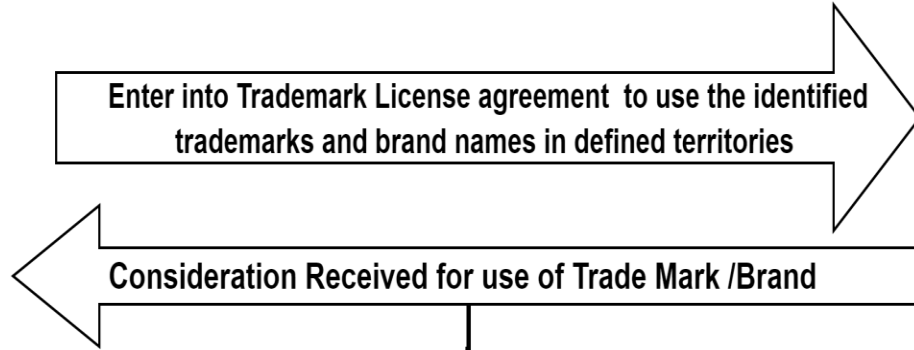 Enter into Trademark License agreement to use the identified
trademarks and brand names in defined territories
Consideration Received for use of Trade Mark /Brand